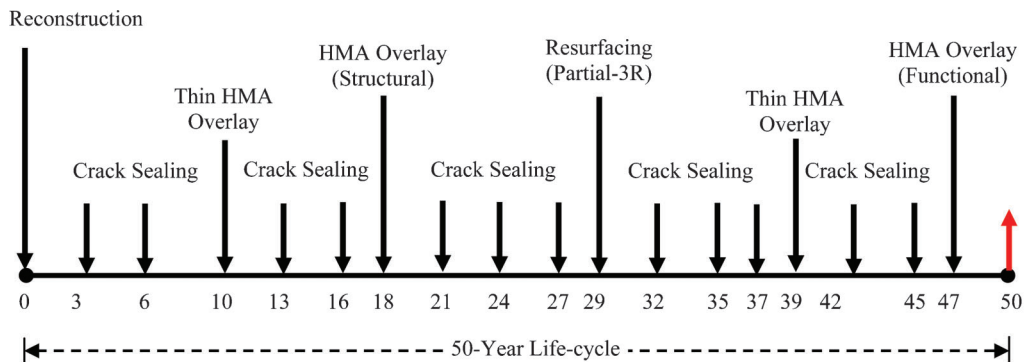 Reconstruction
HMA Overlay
(Structural)
Resurfacing
(Partial-3R)
HMA Overlay
(Functional)
Thin HMA
Overlay
Thin HMA
Overlay
Crack Sealing
Crack Sealing
Crack Sealing
Crack Sealing
Crack Sealing
0 3 6 10 13 16 18 21 24 27 29 32 35 37 39 42 45 47 50
50-Year Life-cycle